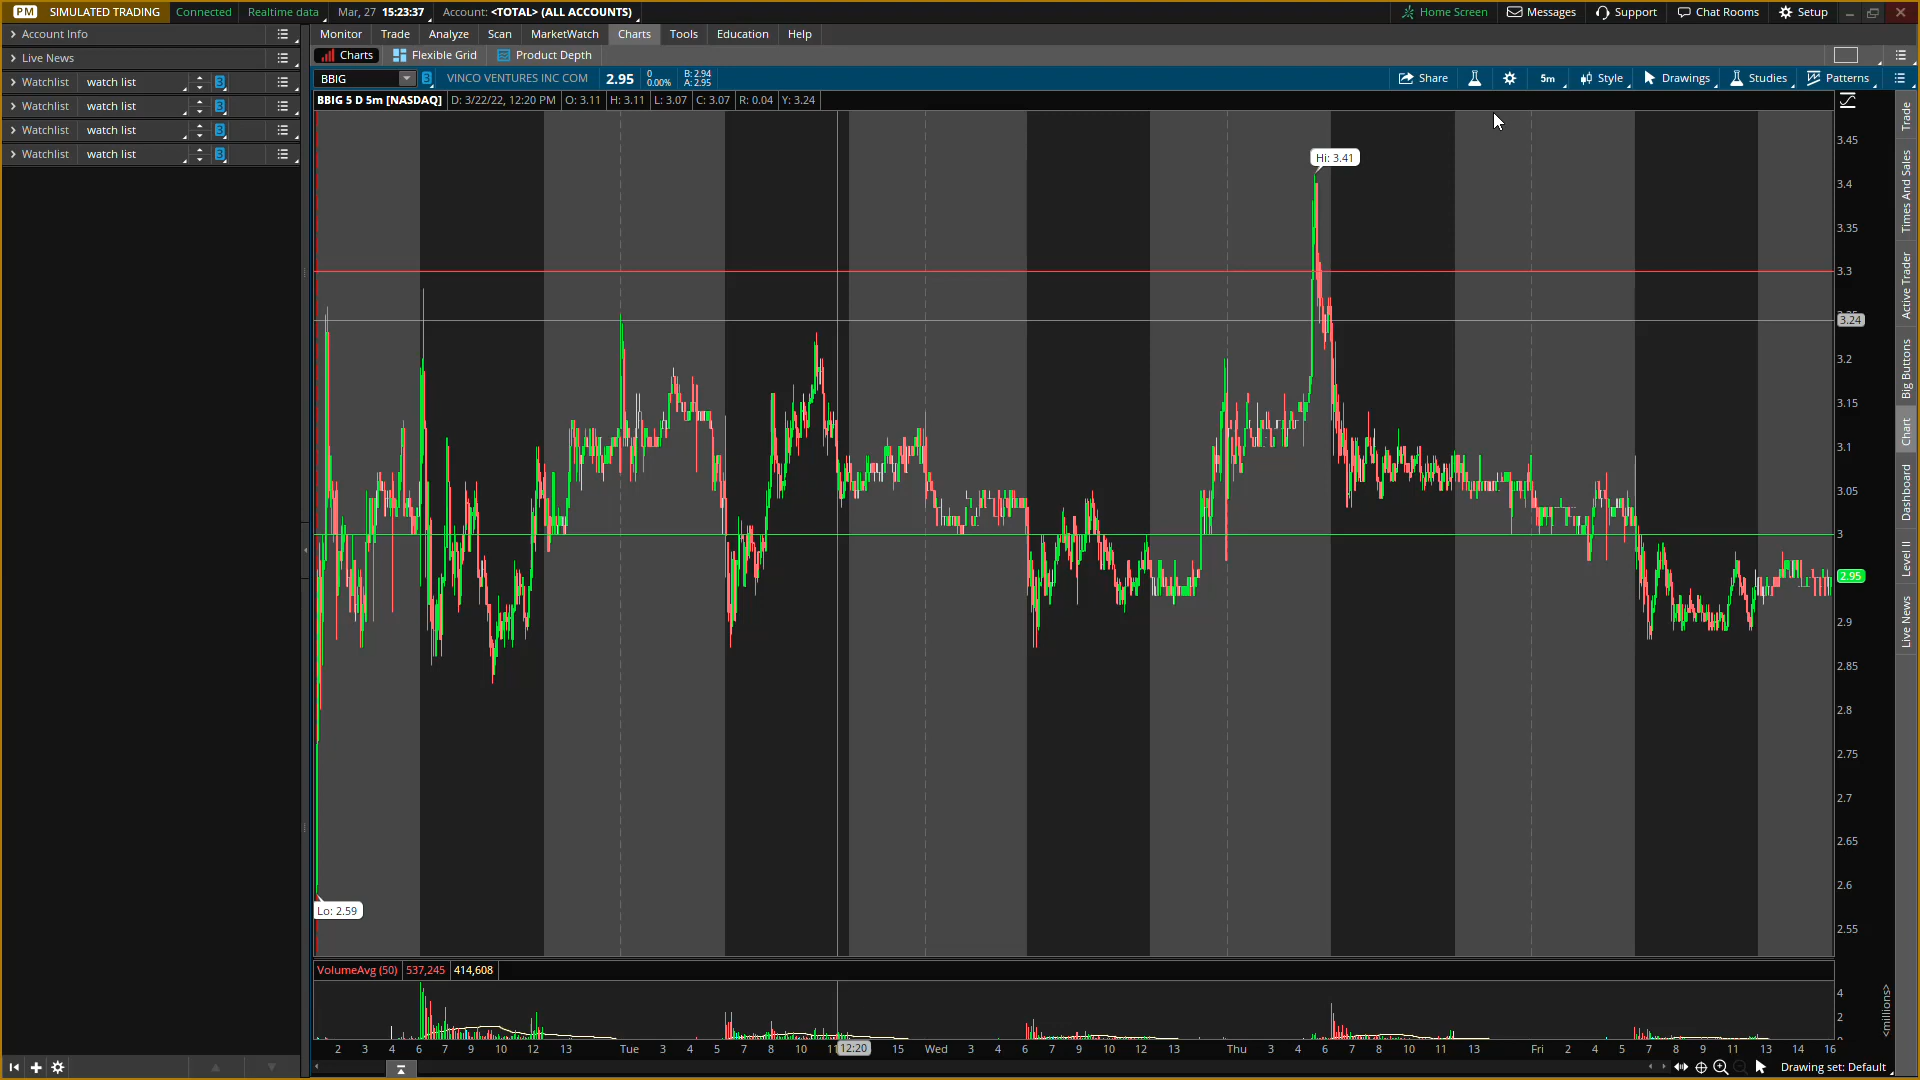 PM SIMULATED TRADING Connected Realtime data Mar, 27 15:23:37 Account: <TOTAL> (ALL ACCOUNTS) Home Screen Messages Support Chat Rooms Setup
Account Info
Live News
Watchlist watch list 3
Watchlist watch list 3
Watchlist watch list 3
Watchlist watch list 3
Monitor Trade Analyze Scan MarketWatch Charts Tools Education Help
Charts Flexible Grid Product Depth
BBIG 3 VINCO VENTURES INC COM 2.95 0 0.00% B: 2.94 A: 2.95 Share 5m Style Drawings Studies Patterns
BBIG 5 D 5m [NASDAQ] D: 3/22/22, 12:20 PM O: 3.11 H: 3.11 L: 3.07 C: 3.07 R: 0.04 Y: 3.24
3.45
Hi: 3.41
3.4
3.35
3.3
3.24
3.2
3.15
3.1
3.05
3
2.95
2.9
2.85
2.8
2.75
2.7
2.65
2.6
Lo: 2.59
2.55
VolumeAvg (50) 537,245 414,608
4
2
<millions>
2 3 4 6 7 9 10 12 13 Tue 3 4 5 7 8 10 12:20 15 Wed 3 4 6 7 9 10 12 13 Thu 3 4 6 7 8 10 11 13 Fri 2 4 5 7 9 11 13 14 16
Drawing set: Default
Trade
Times And Sales
Active Trader
Big Buttons
Chart
Dashboard
Level II
Live News